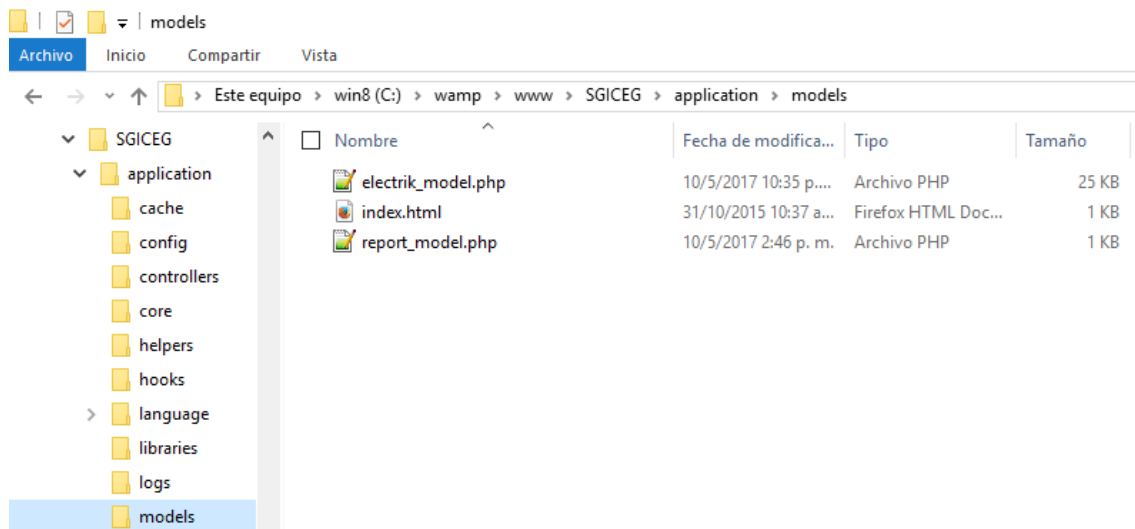 models
Archivo Inicio Compartir Vista
Este equipo > win8 (C:) > wamp > www > SGICEG > application > models
SGICEG
application
cache
config
controllers
core
helpers
hooks
language
libraries
logs
models
Nombre Fecha de modifica... Tipo Tamaño
electrik_model.php 10/5/2017 10:35 p.... Archivo PHP 25 KB
index.html 31/10/2015 10:37 a... Firefox HTML Doc... 1 KB
report_model.php 10/5/2017 2:46 p. m. Archivo PHP 1 KB